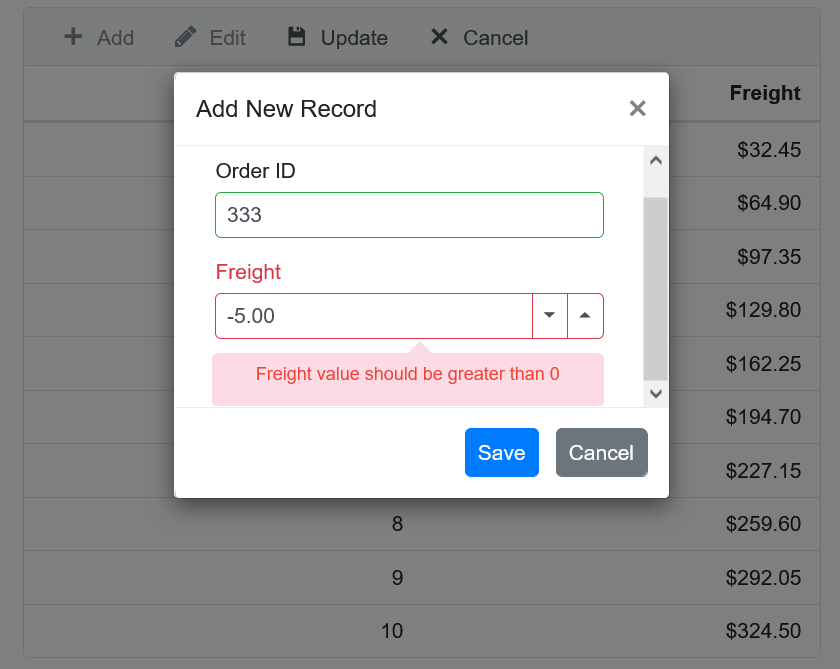 Add Edit Update Cancel
Add New Record
Freight
Order ID
333
Freight
-5.00
Freight value should be greater than 0
Save Cancel
$32.45
$64.90
$97.35
$129.80
$162.25
$194.70
$227.15
8 $259.60
9 $292.05
10 $324.50